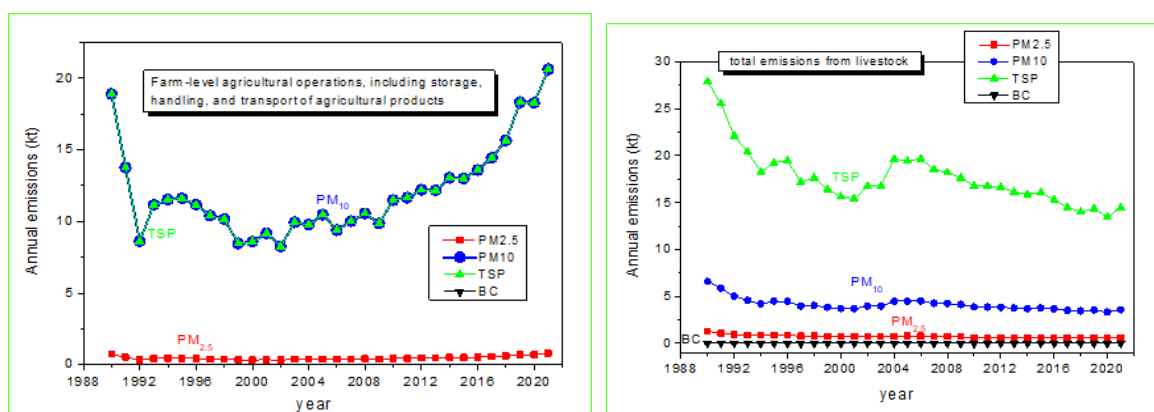 Farm-level agricultural operations, including storage,
handling, and transport of agricultural products
Annual emissions (kt)
20
15
10
5
0
PM10
TSP
PM2.5
PM2.5
PM10
TSP
BC
1988 1992 1996 2000 2004 2008 2012 2016 2020
year
PM2.5
PM10
TSP
BC
total emissions from livestock
Annual emissions (kt)
30
25
20
15
10
5
0
TSP
PM10
PM2.5
BC
1988 1992 1996 2000 2004 2008 2012 2016 2020
year